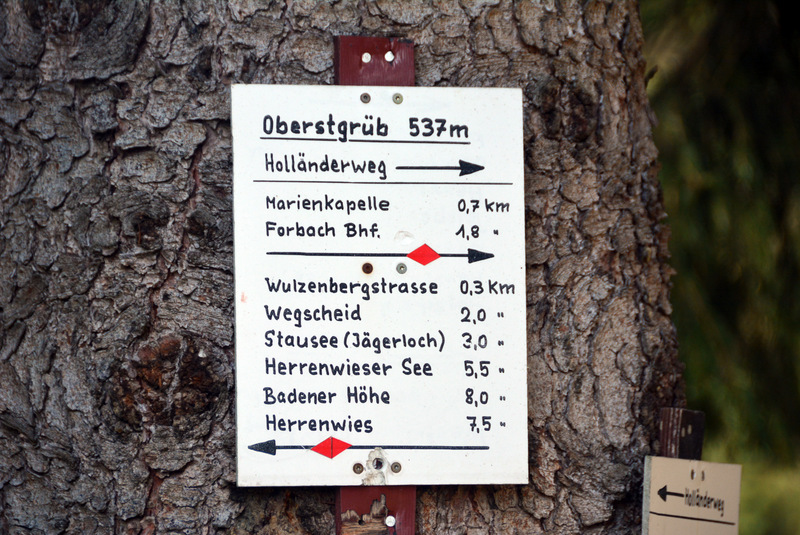 Oberstgrüb 537m
Holländerweg
Marienkapelle 0,7 km
Forbach Bhf. 1,8 "
Wulzenbergstrasse 0,3 Km
Wegscheid 2,0 "
Stausee (Jägerloch) 3,0 "
Herrenwieser See 5,5 "
Badener Höhe 8,0 "
Herrenwies 7,5 "
Holländerweg